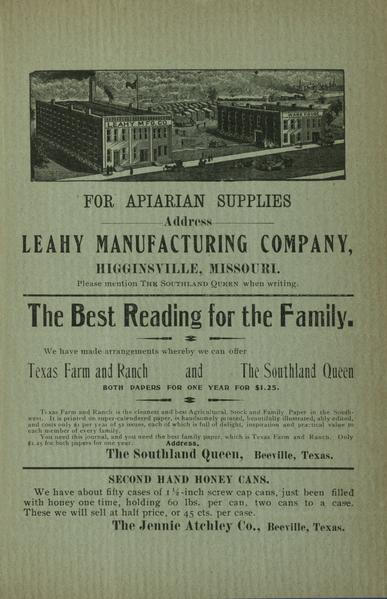 LEAHY M'F'G. CO.
WARE HOUSE
FOR APIARIAN SUPPLIES
Address
LEAHY MANUFACTURING COMPANY,
HIGGINSVILLE, MISSOURI.
Please mention THE SOUTHLAND QUEEN when writing.
The Best Reading for the Family.
We have made arrangements whereby we can offer
Texas Farm and Ranch and The Southland Queen
BOTH PAPERS FOR ONE YEAR FOR $1.25.
Texas Farm and Ranch is the cleanest and best Agricultural, Stock and Family Paper in the South-
west. It is printed on super-calendered paper, is handsomely printed, beautifully illustrated, ably edited,
and costs only $1 per year of 52 issues, each of which is full of delight, inspiration and practical value to
each member of every family.
You need this journal, and you need the best family paper, which is Texas Farm and Ranch. Only
$1.25 for both papers for one year. Address,
The Southland Queen, Beeville, Texas.
SECOND HAND HONEY CANS.
We have about fifty cases of 1½-inch screw cap cans, just been filled
with honey one time, holding 60 lbs. per can, two cans to a case.
These we will sell at half price, or 45 cts. per case.
The Jennie Atchley Co., Beeville, Texas.